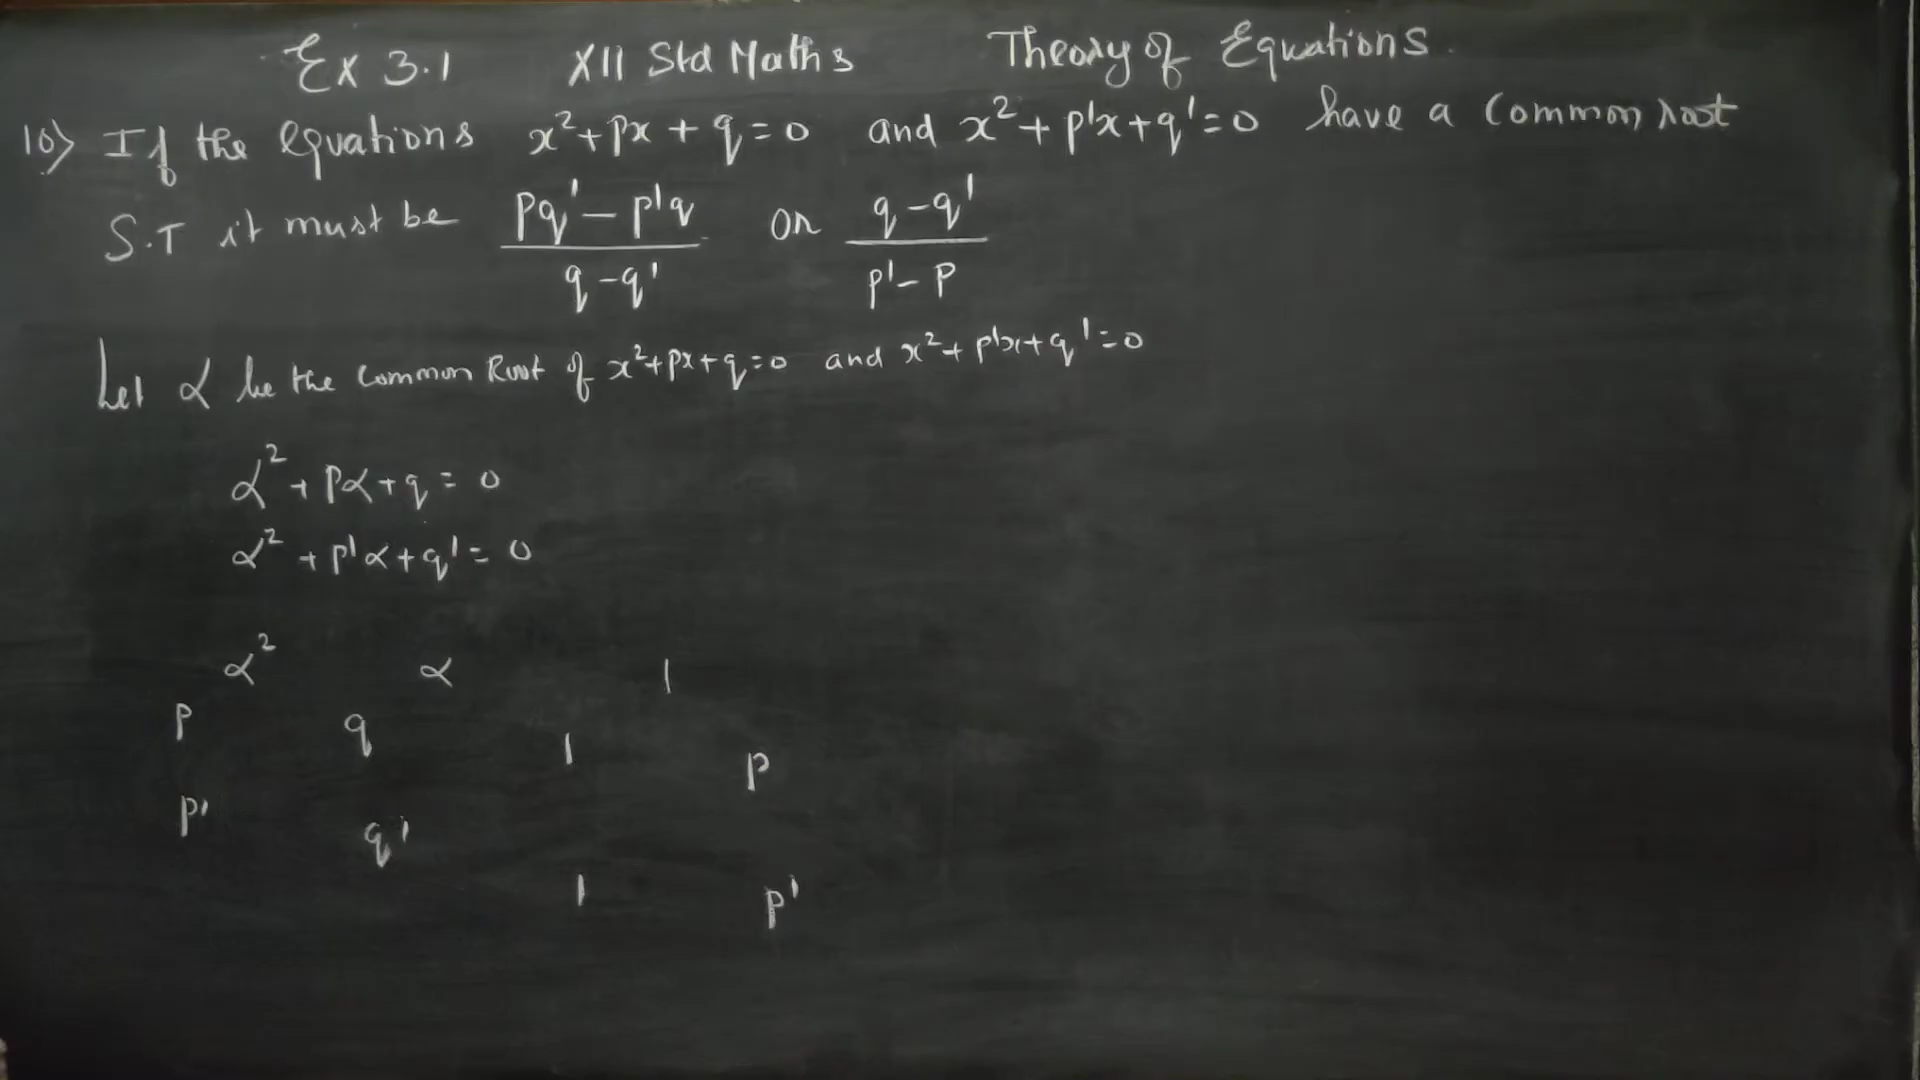 Ex 3.1 XII Std Maths Theory of Equations.
10) If the equations x²+px+q=0 and x²+p'x+q'=0 have a common root
S.T it must be (pq'-p'q)/(q-q') or (q-q')/(p'-p)
Let α be the common Root of x²+px+q=0 and x²+p'x+q'=0
α²+pα+q=0
α²+p'α+q'=0
α² α 1
p q 1 p
p' q' 1 p'